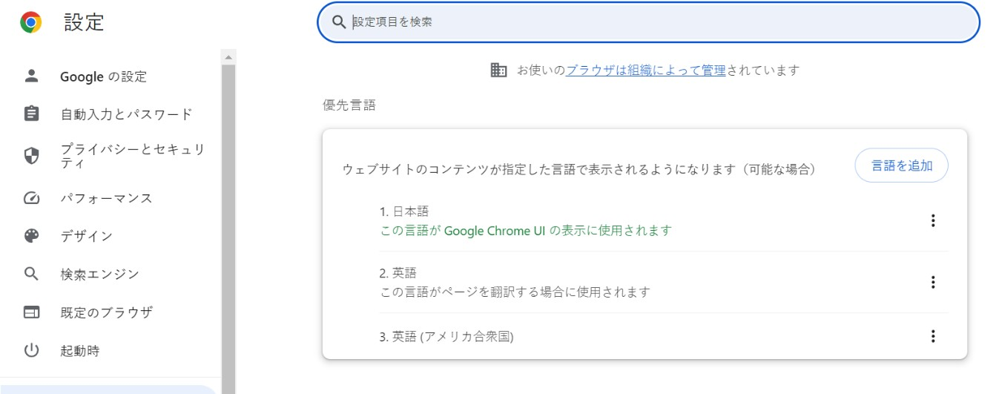 設定
設定項目を検索
Google の設定
自動入力とパスワード
プライバシーとセキュリ
ティ
パフォーマンス
デザイン
検索エンジン
既定のブラウザ
起動時
お使いのブラウザは組織によって管理されています
優先言語
ウェブサイトのコンテンツが指定した言語で表示されるようになります（可能な場合）
言語を追加
1. 日本語
この言語が Google Chrome UI の表示に使用されます
2. 英語
この言語がページを翻訳する場合に使用されます
3. 英語 (アメリカ合衆国)